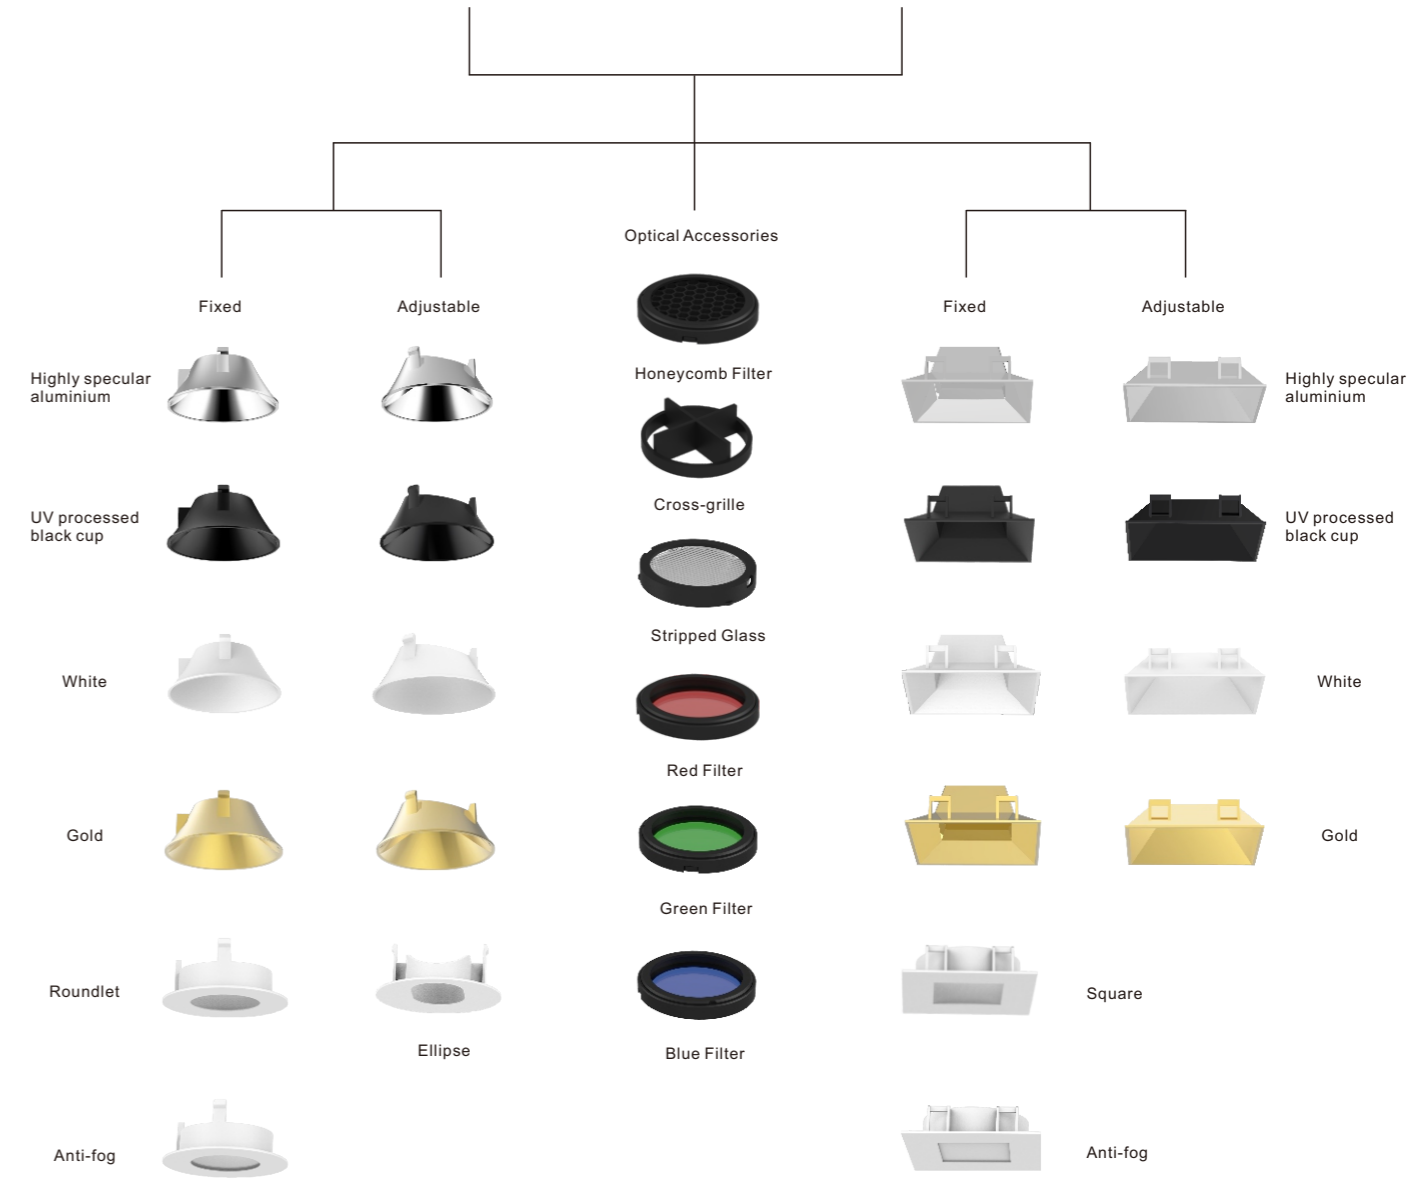 Optical Accessories
Fixed
Adjustable
Fixed
Adjustable
Highly specular
aluminium
Honeycomb Filter
Highly specular
aluminium
UV processed
black cup
Cross-grille
UV processed
black cup
Stripped Glass
White
White
Red Filter
Gold
Gold
Green Filter
Roundlet
Square
Ellipse
Blue Filter
Anti-fog
Anti-fog